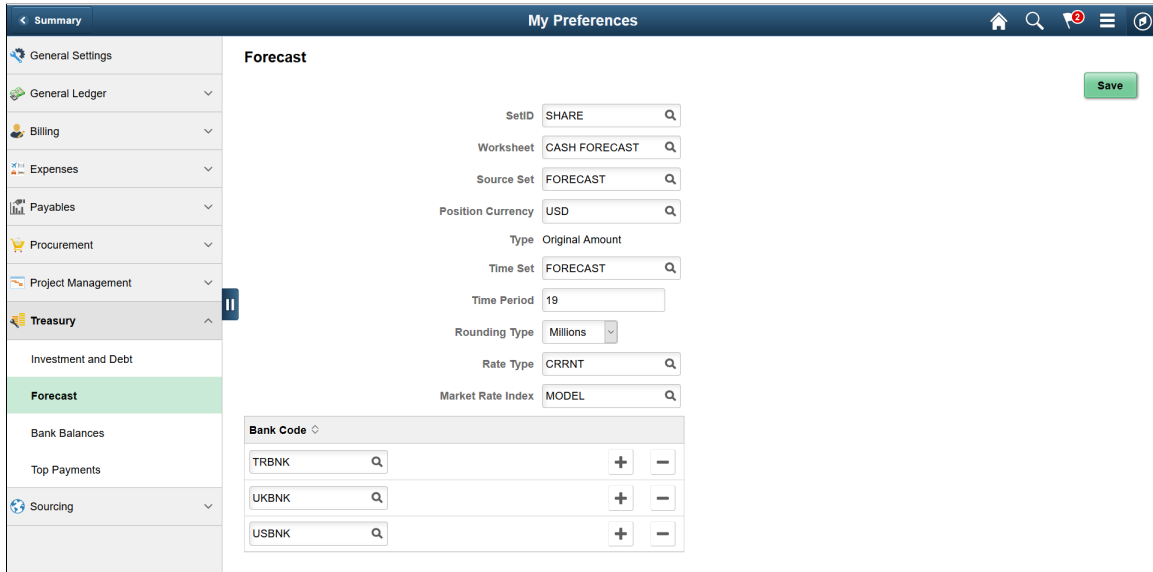 Summary
My Preferences
2
General Settings
General Ledger
Billing
Expenses
Payables
Procurement
Project Management
Treasury
Investment and Debt
Forecast
Bank Balances
Top Payments
Sourcing
Forecast
Save
SetID SHARE
Worksheet CASH FORECAST
Source Set FORECAST
Position Currency USD
Type Original Amount
Time Set FORECAST
Time Period 19
Rounding Type Millions
Rate Type CRRNT
Market Rate Index MODEL
Bank Code
TRBNK
UKBNK
USBNK